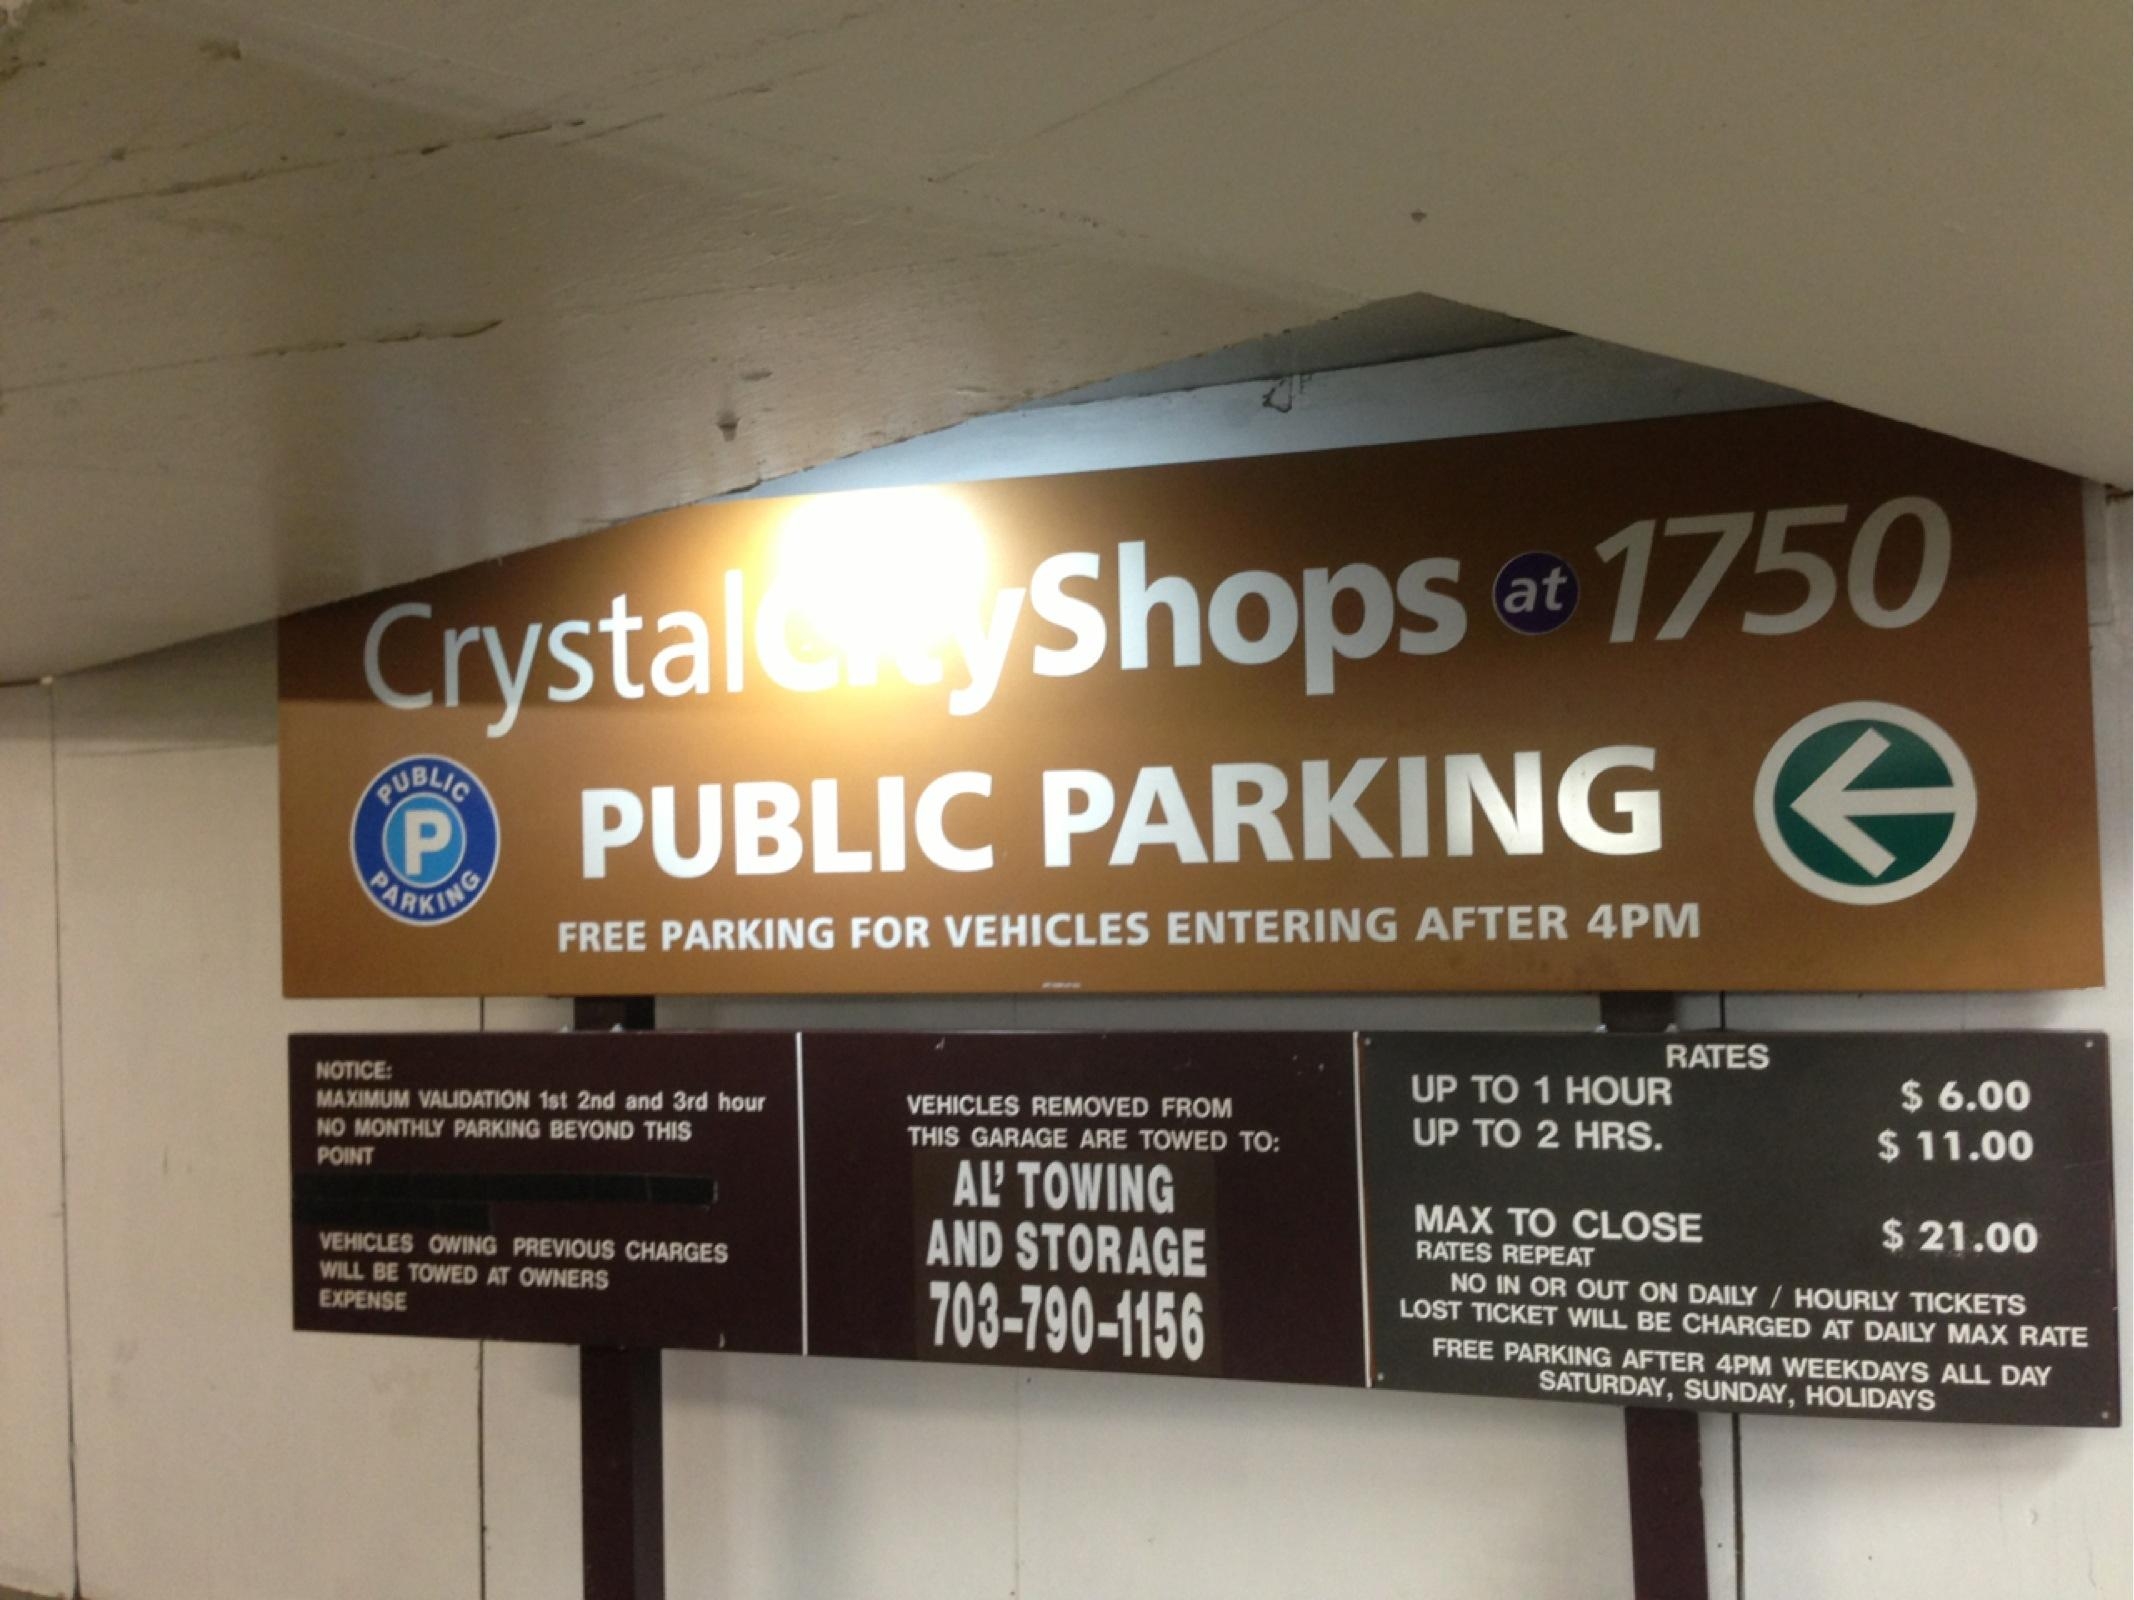 CrystalCityShops at 1750
PUBLIC
P
PARKING
PUBLIC PARKING
FREE PARKING FOR VEHICLES ENTERING AFTER 4PM
NOTICE:
MAXIMUM VALIDATION 1st 2nd and 3rd hour
NO MONTHLY PARKING BEYOND THIS
POINT
VEHICLES OWING PREVIOUS CHARGES
WILL BE TOWED AT OWNERS
EXPENSE
VEHICLES REMOVED FROM
THIS GARAGE ARE TOWED TO:
AL' TOWING
AND STORAGE
703-790-1156
RATES
UP TO 1 HOUR $ 6.00
UP TO 2 HRS. $ 11.00
MAX TO CLOSE $ 21.00
RATES REPEAT
NO IN OR OUT ON DAILY / HOURLY TICKETS
LOST TICKET WILL BE CHARGED AT DAILY MAX RATE
FREE PARKING AFTER 4PM WEEKDAYS ALL DAY
SATURDAY, SUNDAY, HOLIDAYS